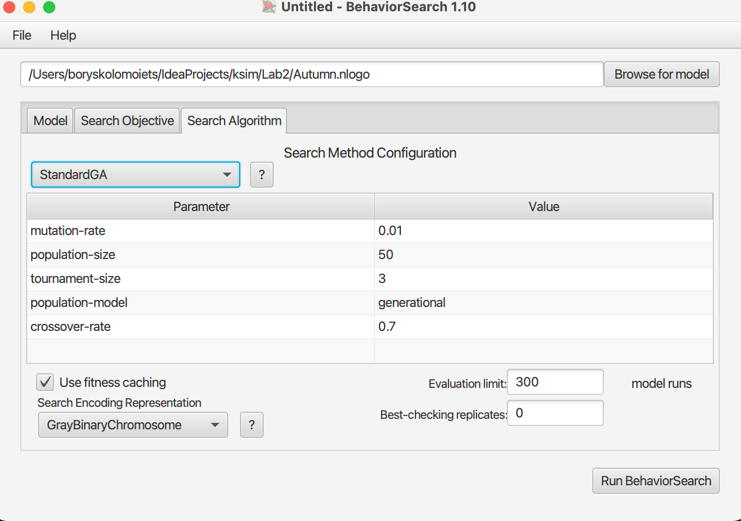 Untitled - BehaviorSearch 1.10
File Help
/Users/boryskolomoiets/IdeaProjects/ksim/Lab2/Autumn.nlogo Browse for model
Model Search Objective Search Algorithm
Search Method Configuration
StandardGA ?
Parameter Value
mutation-rate 0.01
population-size 50
tournament-size 3
population-model generational
crossover-rate 0.7
Use fitness caching Evaluation limit: 300 model runs
Search Encoding Representation
Best-checking replicates: 0
GrayBinaryChromosome ?
Run BehaviorSearch